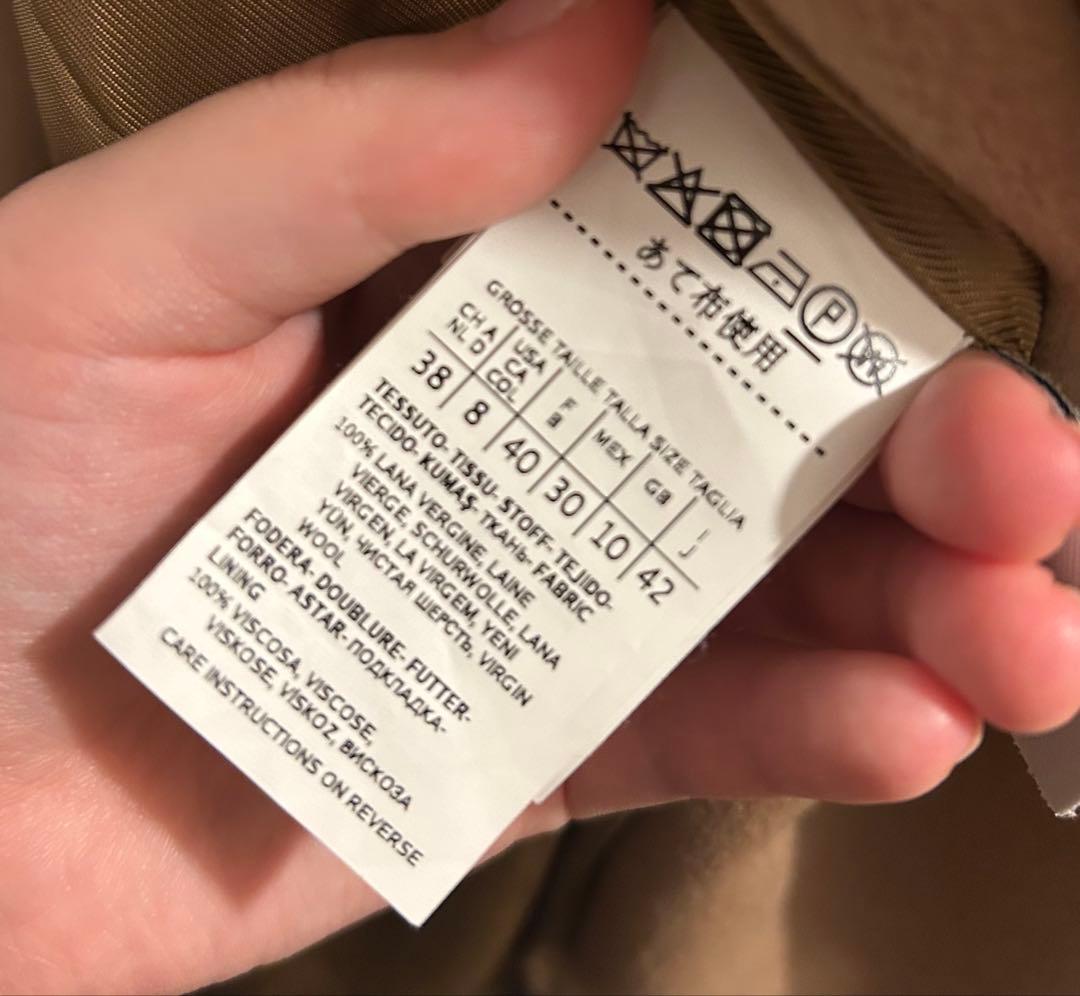 P
あて布使用
GRÖSSE TAILLE TALLA SIZE TAGLIA
CH A USA F MEX GB I
NL D CA B J
COL
38 8 40 30 10 42
TESSUTO- TISSU- STOFF- TEJIDO-
TECIDO- KUMAŞ- ТКАНЬ- FABRIC
100% LANA VERGINE, LAINE
VIERGE, SCHURWOLLE, LANA
VIRGEN, LA VIRGEM, YENI
YÜN, ЧИСТАЯ ШЕРСТЬ, VIRGIN
WOOL
FODERA- DOUBLURE- FUTTER-
FORRO- ASTAR- ПОДКЛАДКА-
LINING
100% VISCOSA, VISCOSE,
VISKOSE, VİSKOZ, ВИСКОЗА
CARE INSTRUCTIONS ON REVERSE